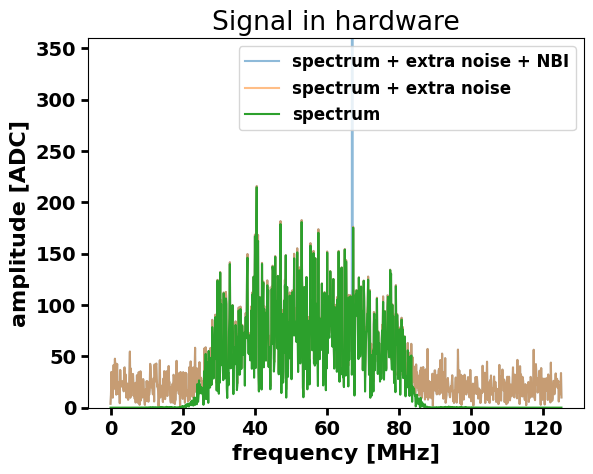 Signal in hardware
350
300
250
200
150
100
50
0
amplitude [ADC]
spectrum + extra noise + NBI
spectrum + extra noise
spectrum
0 20 40 60 80 100 120
frequency [MHz]